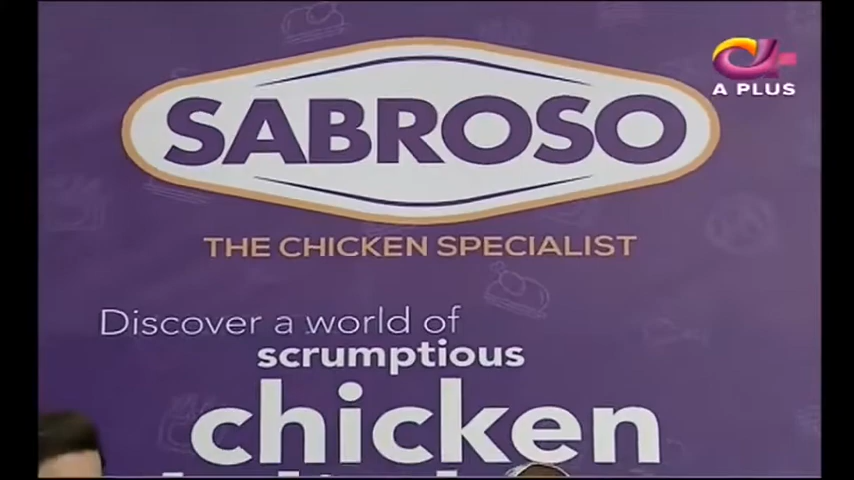 A PLUS
SABROSO
THE CHICKEN SPECIALIST
Discover a world of
scrumptious
chicken